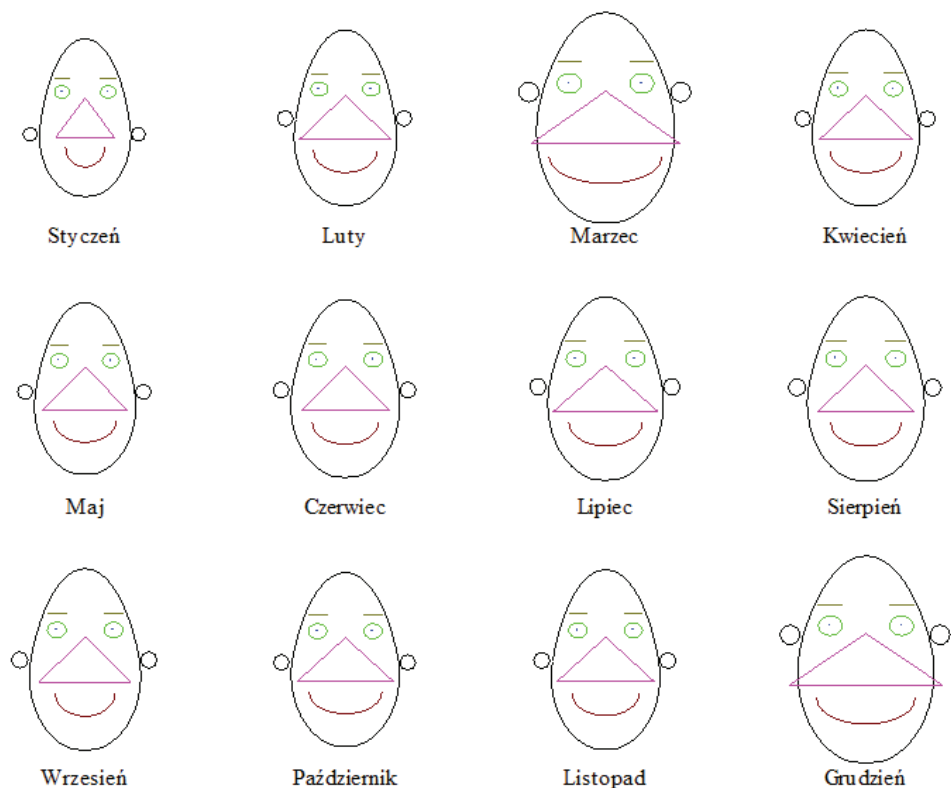 Styczeń Luty Marzec Kwiecień
Maj Czerwiec Lipiec Sierpień
Wrzesień Październik Listopad Grudzień